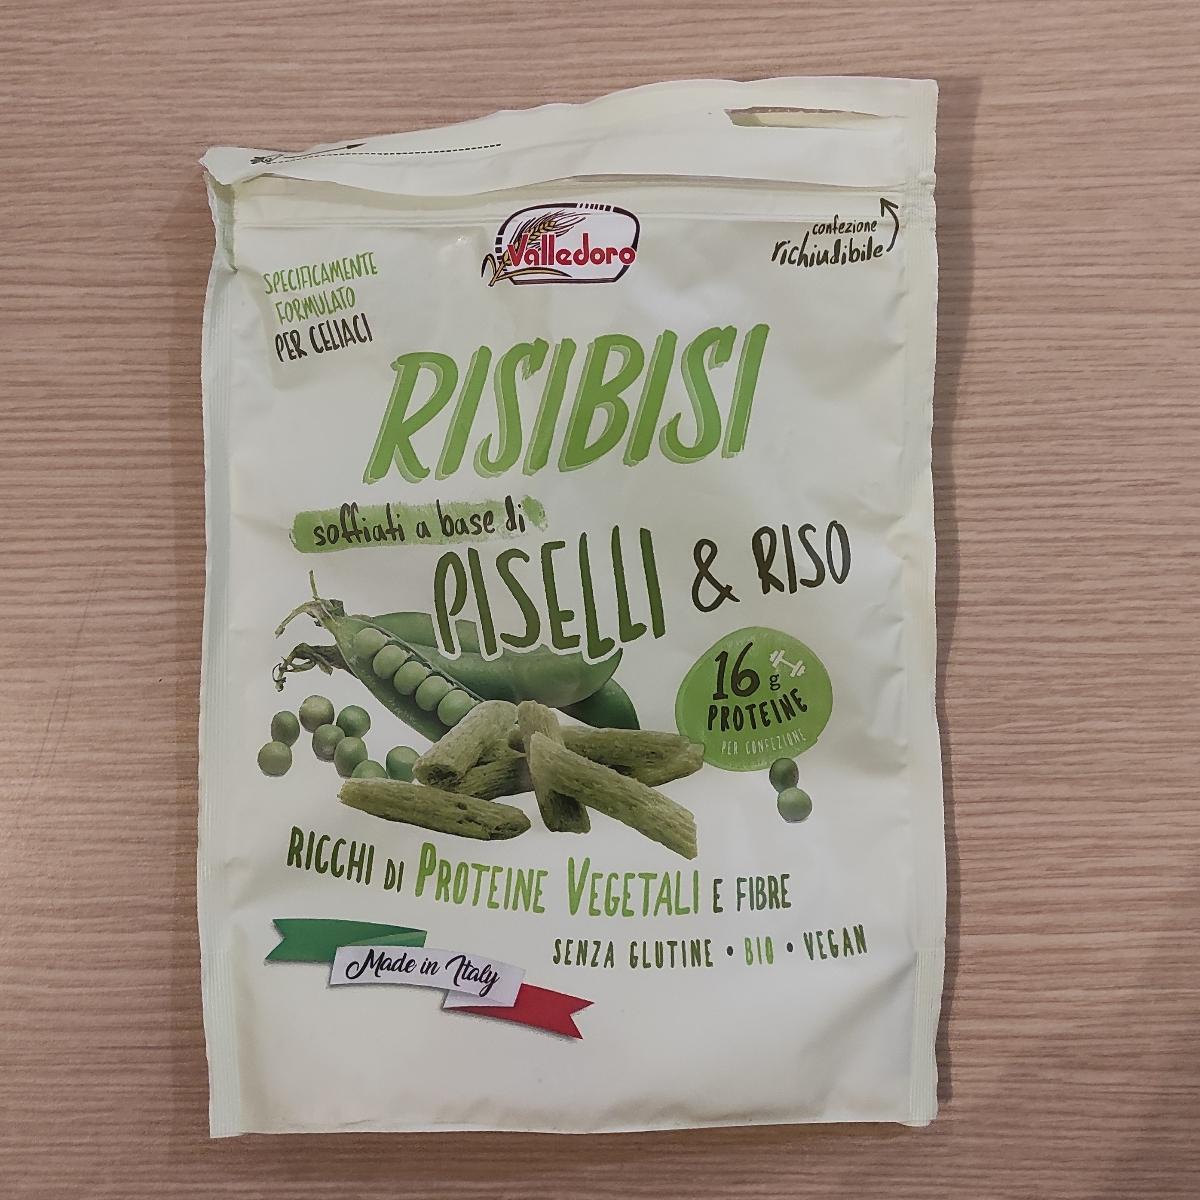 Valledoro
confezione
richiudibile
SPECIFICAMENTE
FORMULATO
PER CELIACI
RISIBISI
soffiati a base di
PISELLI & RISO
16 g
PROTEINE
PER CONFEZIONE
RICCHI DI PROTEINE VEGETALI E FIBRE
SENZA GLUTINE • BIO • VEGAN
Made in Italy